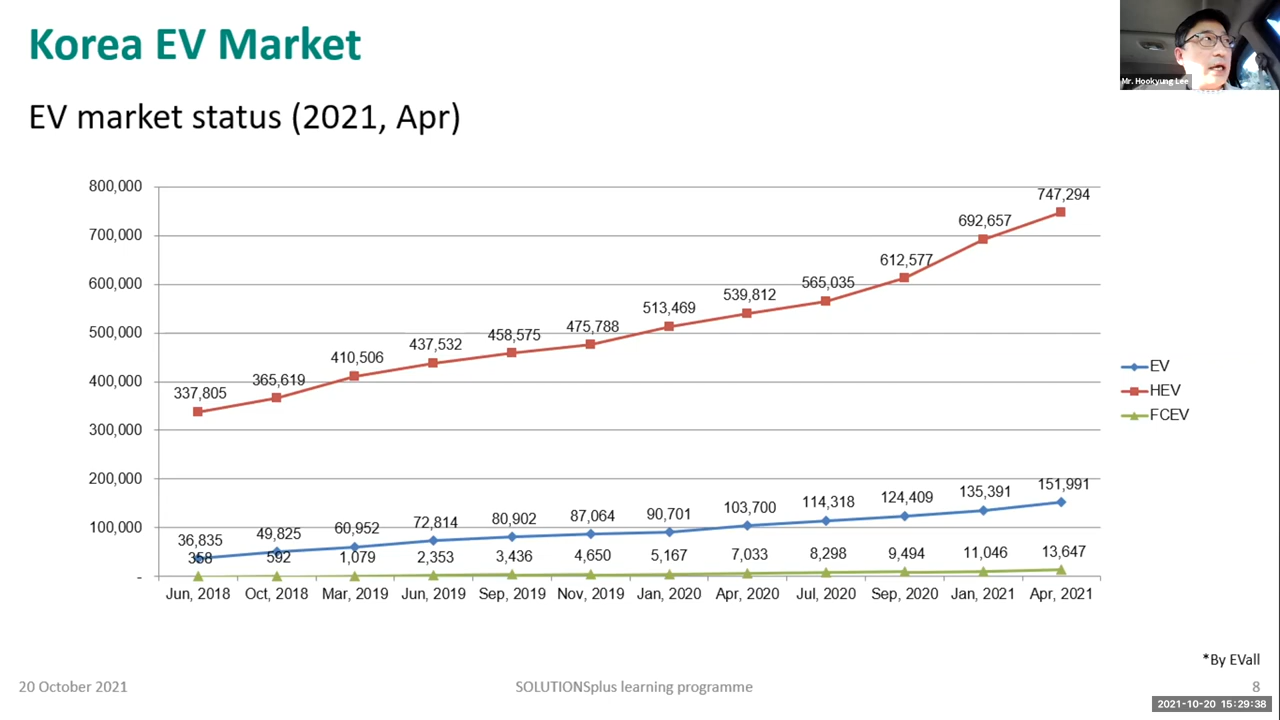 Korea EV Market
Mr. Hookyung Lee
EV market status (2021, Apr)
800,000
700,000
600,000
500,000
400,000
300,000
200,000
100,000
-
337,805 365,619 410,506 437,532 458,575 475,788 513,469 539,812 565,035 612,577 692,657 747,294
36,835 49,825 60,952 72,814 80,902 87,064 90,701 103,700 114,318 124,409 135,391 151,991
358 592 1,079 2,353 3,436 4,650 5,167 7,033 8,298 9,494 11,046 13,647
Jun, 2018 Oct, 2018 Mar, 2019 Jun, 2019 Sep, 2019 Nov, 2019 Jan, 2020 Apr, 2020 Jul, 2020 Sep, 2020 Jan, 2021 Apr, 2021
EV
HEV
FCEV
*By EVall
20 October 2021 SOLUTIONSplus learning programme 8
2021-10-20 15:29:38